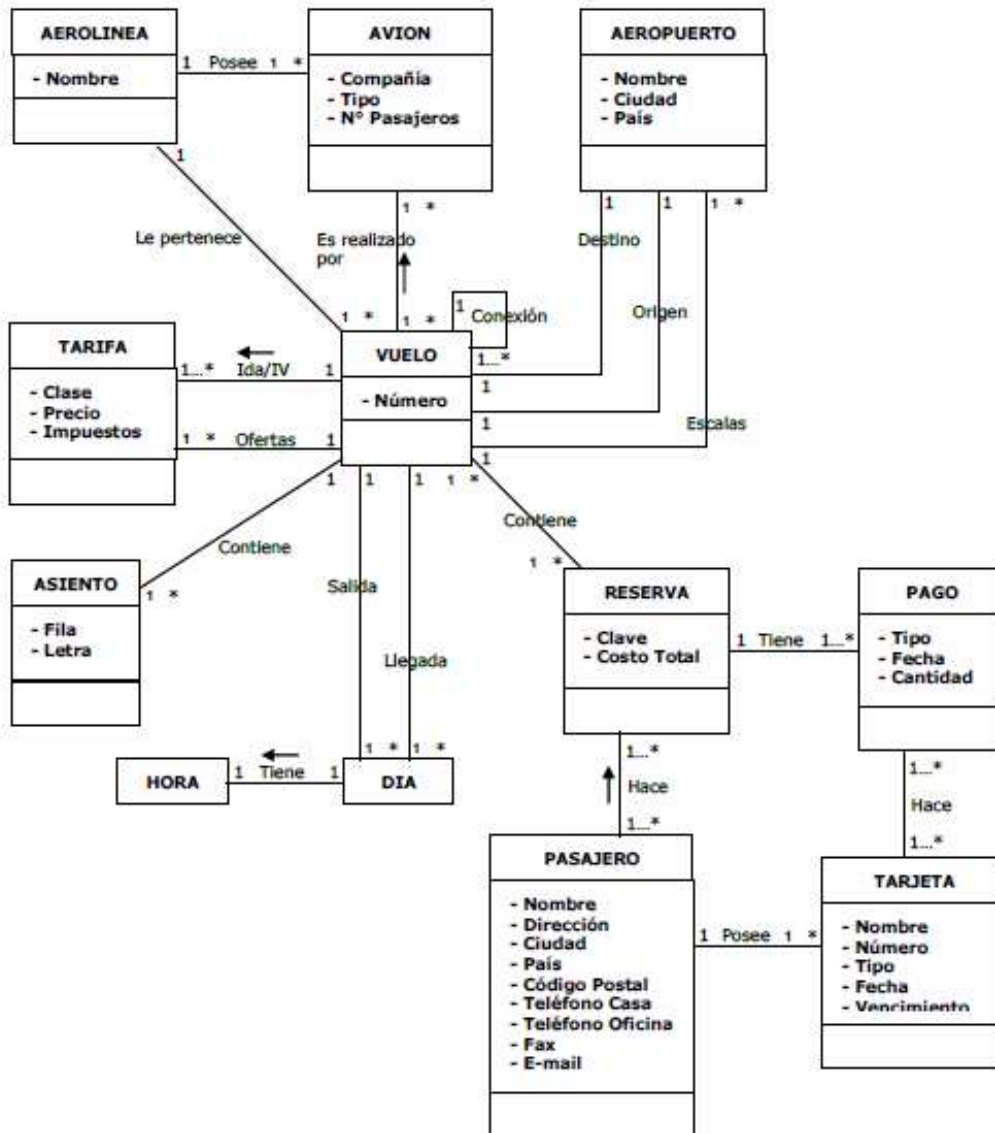 AEROLINEA
- Nombre
1 Posee 1 *
AVION
- Compañía
- Tipo
- N° Pasajeros
AEROPUERTO
- Nombre
- Ciudad
- País
1
1 *
1
1
1 *
Le pertenece
Es realizado
por
Destino
Origen
Escalas
1 *
1 *
1
Conexión
1...*
TARIFA
- Clase
- Precio
- Impuestos
1...* Ida/IV 1
1 * Ofertas 1
VUELO
- Número
1
1
1
1
1
1
1 *
Contiene
Salida
Llegada
Contiene
1 *
1 *
ASIENTO
- Fila
- Letra
RESERVA
- Clave
- Costo Total
1 Tiene 1...*
PAGO
- Tipo
- Fecha
- Cantidad
1 * 1 *
HORA
1 Tiene 1
DIA
1...*
Hace
1...*
1...*
Hace
1...*
PASAJERO
- Nombre
- Dirección
- Ciudad
- País
- Código Postal
- Teléfono Casa
- Teléfono Oficina
- Fax
- E-mail
1 Posee 1 *
TARJETA
- Nombre
- Número
- Tipo
- Fecha
- Vencimiento